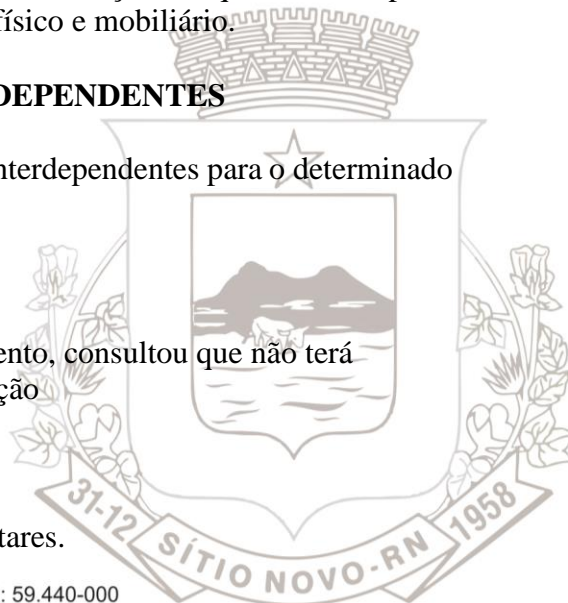 físico e mobiliário.
DEPENDENTES
nterdependentes para o determinado
ento, consultou que não terá
ção
tares.
31-12 SÍTIO NOVO-RN 1958
: 59.440-000